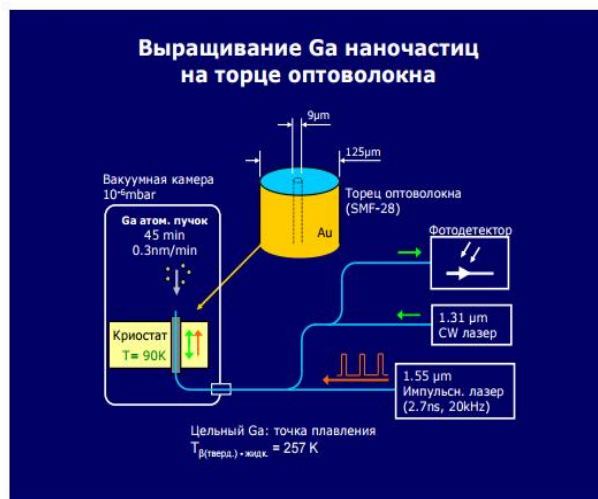 Выращивание Ga наночастиц
на торце оптоволокна
9μm
125μm
Вакуумная камера
10⁻⁶mbar
Ga атом. пучок
45 min
0.3nm/min
Торец оптоволокна
(SMF-28)
Au
Фотодетектор
Криостат
T= 90K
1.31 μm
CW лазер
1.55 μm
Импульсн. лазер
(2.7ns, 20kHz)
Цельный Ga: точка плавления
Tβ(тверд.) • жидк. = 257 K